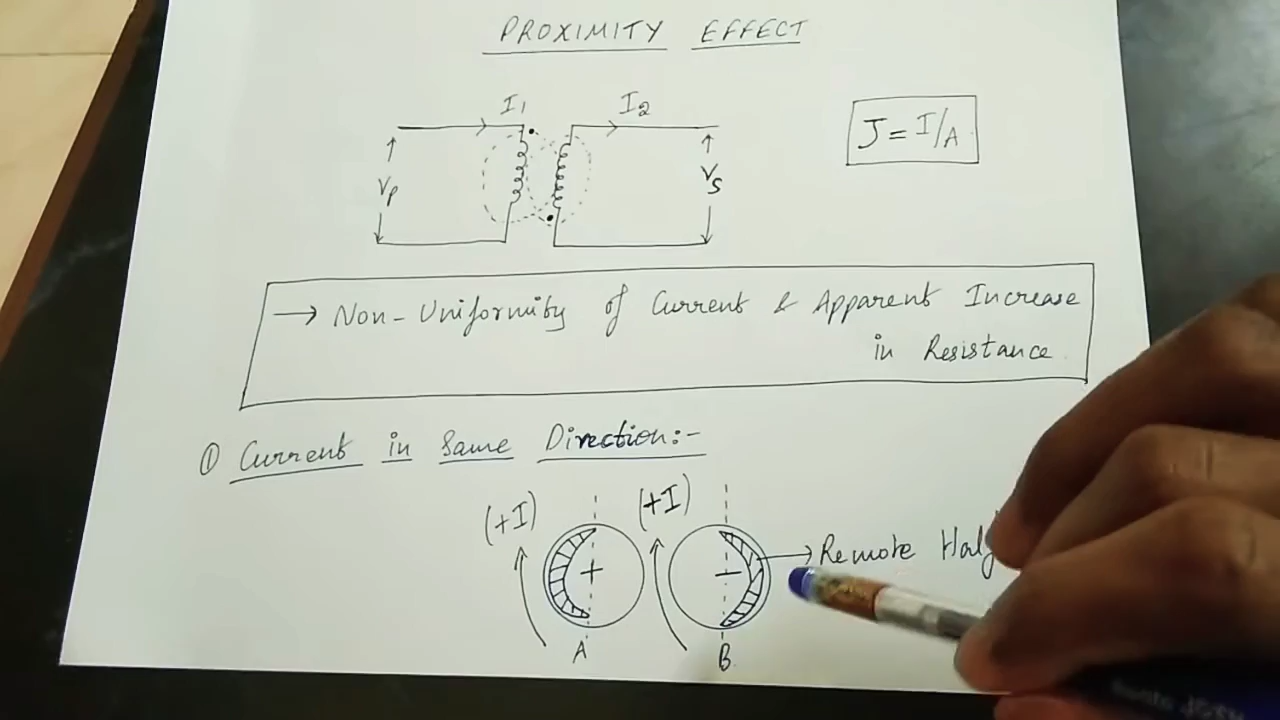 PROXIMITY EFFECT
I1 I2
J = I/A
Vp Vs
→ Non-Uniformity of Current & Apparent Increase
in Resistance
① Current in Same Direction:-
(+I) (+I)
+ − → Remote Half
A B